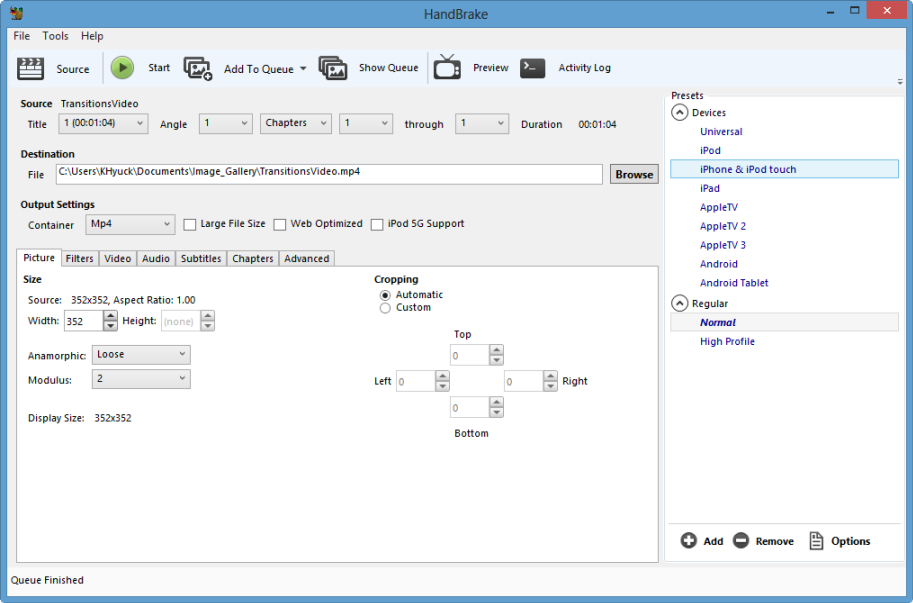 HandBrake
File Tools Help
Source Start Add To Queue Show Queue Preview Activity Log
Source TransitionsVideo
Title 1 (00:01:04) Angle 1 Chapters 1 through 1 Duration 00:01:04
Destination
File C:\Users\KHyuck\Documents\Image_Gallery\TransitionsVideo.mp4 Browse
Output Settings
Container Mp4 Large File Size Web Optimized iPod 5G Support
Picture Filters Video Audio Subtitles Chapters Advanced
Size
Source: 352x352, Aspect Ratio: 1.00
Width: 352 Height: (none)
Anamorphic: Loose
Modulus: 2
Display Size: 352x352
Cropping
Automatic
Custom
Top
0
Left 0 0 Right
0
Bottom
Presets
Devices
Universal
iPod
iPhone & iPod touch
iPad
AppleTV
AppleTV 2
AppleTV 3
Android
Android Tablet
Regular
Normal
High Profile
Add Remove Options
Queue Finished